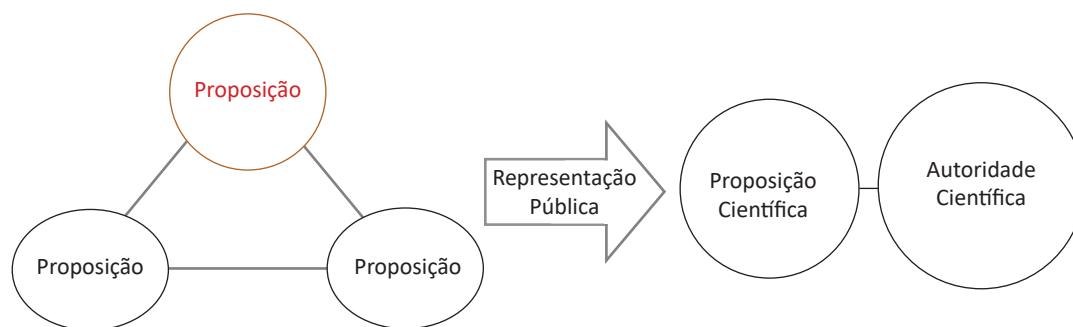 Proposição
Proposição
Proposição
Representação
Pública
Proposição
Científica
Autoridade
Científica